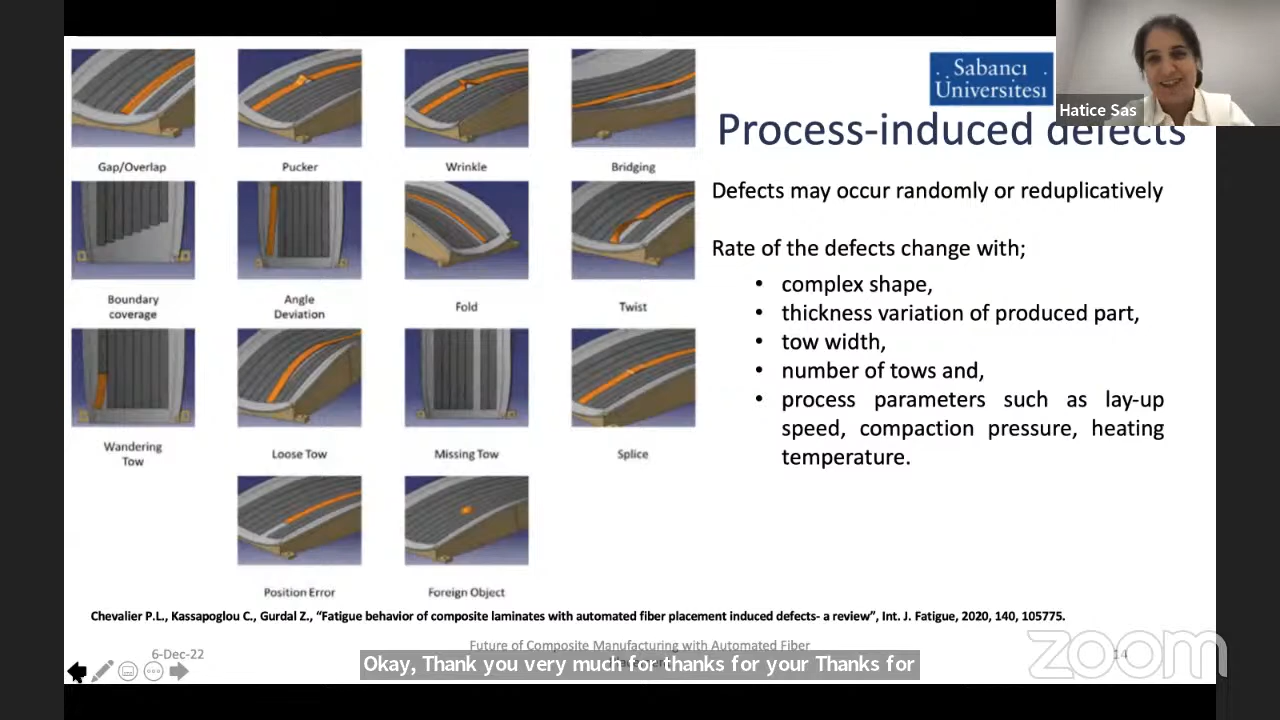 Sabancı
Üniversitesi
Hatice Sas
Process-induced defects
Gap/Overlap
Pucker
Wrinkle
Bridging
Defects may occur randomly or reduplicatively
Rate of the defects change with;
• complex shape,
• thickness variation of produced part,
• tow width,
• number of tows and,
• process parameters such as lay-up
speed, compaction pressure, heating
temperature.
Boundary
coverage
Angle
Deviation
Fold
Twist
Wandering
Tow
Loose Tow
Missing Tow
Splice
Position Error
Foreign Object
Chevalier P.L., Kassapoglou C., Gurdal Z., “Fatigue behavior of composite laminates with automated fiber placement induced defects- a review”, Int. J. Fatigue, 2020, 140, 105775.
6-Dec-22
Future of Composite Manufacturing with Automated Fiber
14
Okay, Thank you very much for thanks for your Thanks for
zoom